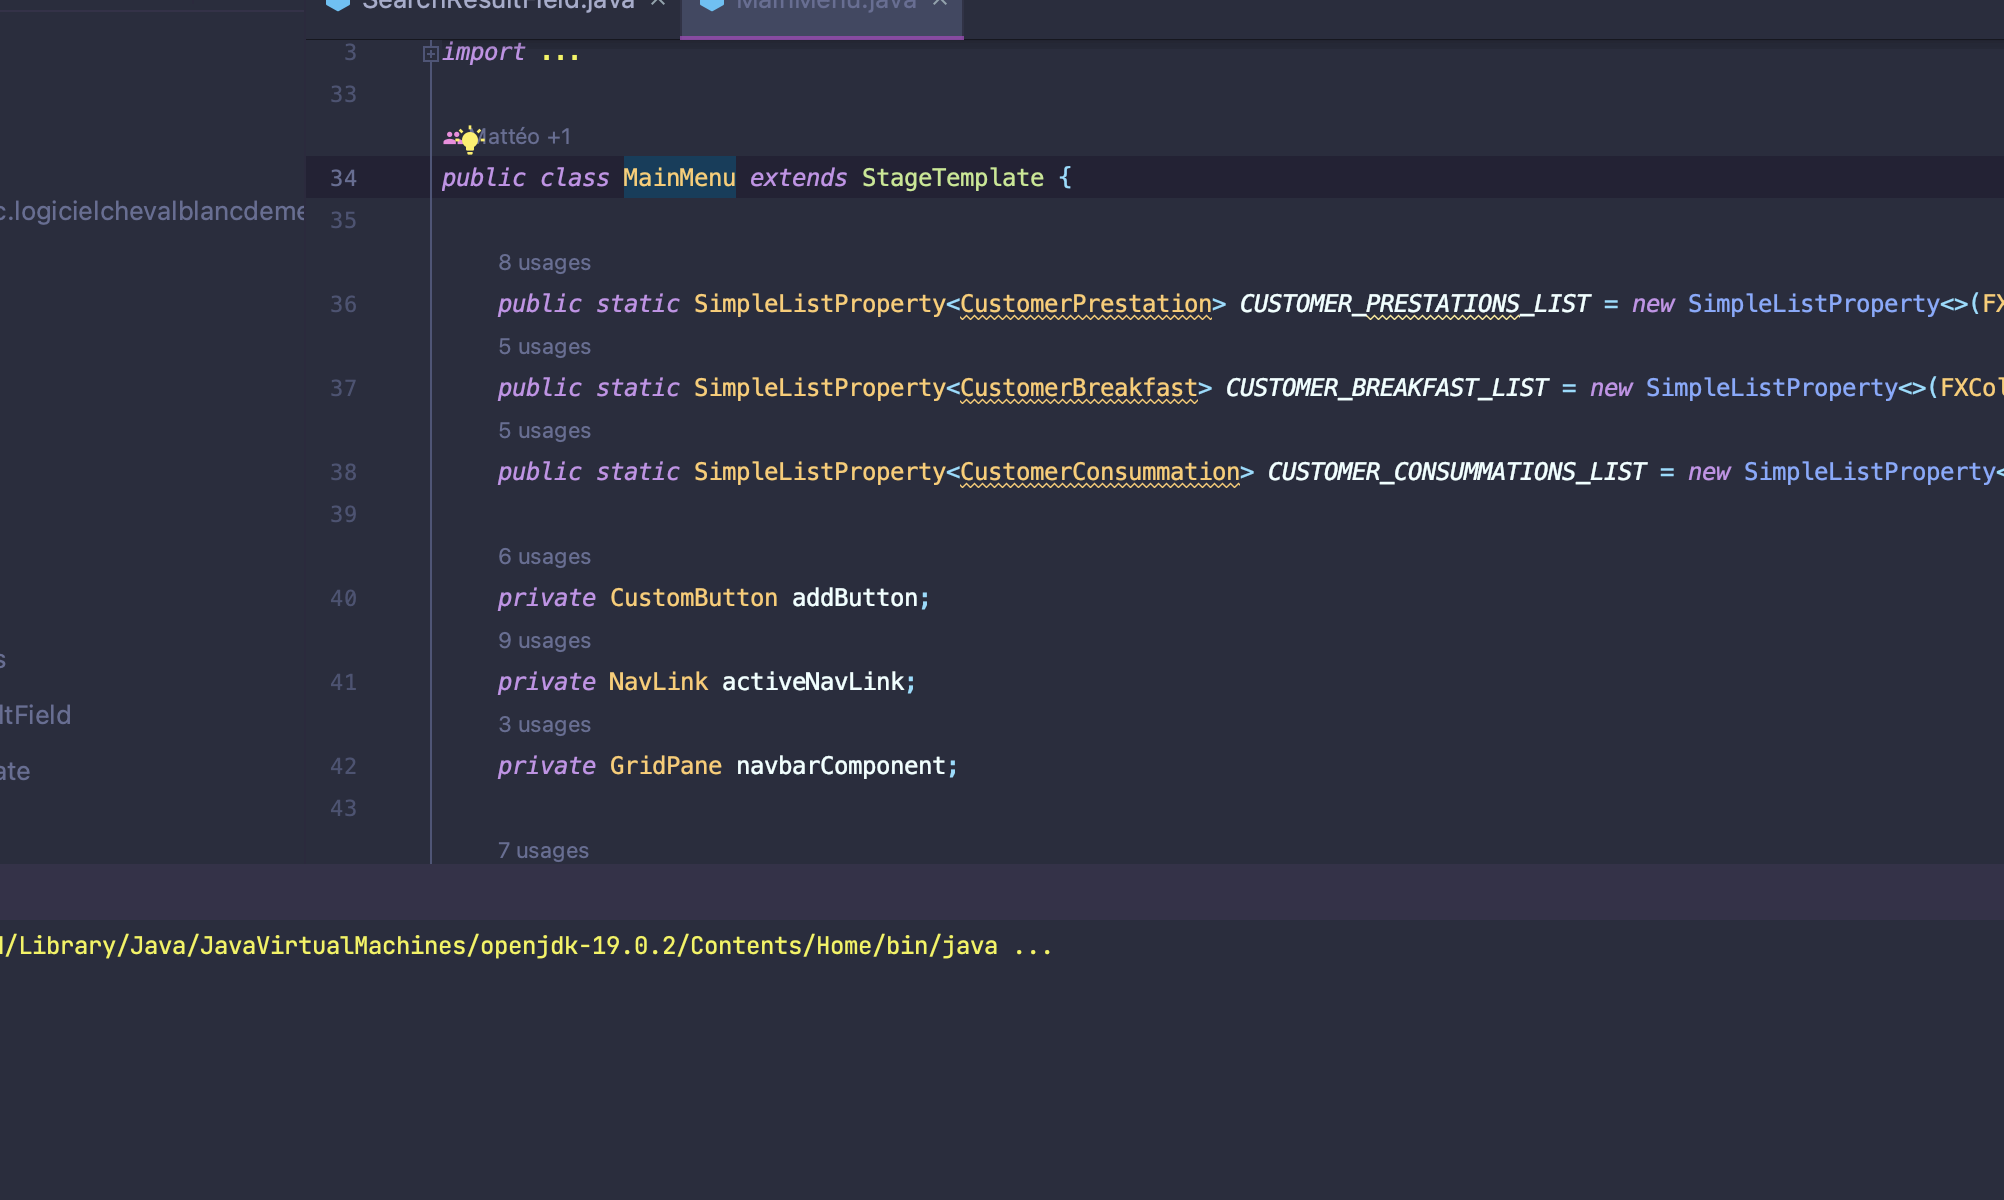 SearchResultField.java ×
MainMenu.java ×
3 import ...
33
Mattéo +1
34 public class MainMenu extends StageTemplate {
c.logicielchevalblancdeme
35
8 usages
36 public static SimpleListProperty<CustomerPrestation> CUSTOMER_PRESTATIONS_LIST = new SimpleListProperty<>(FX
5 usages
37 public static SimpleListProperty<CustomerBreakfast> CUSTOMER_BREAKFAST_LIST = new SimpleListProperty<>(FXCol
5 usages
38 public static SimpleListProperty<CustomerConsummation> CUSTOMER_CONSUMMATIONS_LIST = new SimpleListProperty<
39
6 usages
40 private CustomButton addButton;
9 usages
s
41 private NavLink activeNavLink;
ltField
3 usages
42 private GridPane navbarComponent;
ate
43
7 usages
/Library/Java/JavaVirtualMachines/openjdk-19.0.2/Contents/Home/bin/java ...